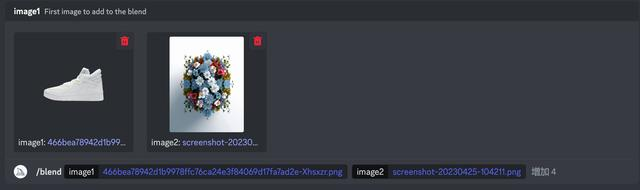 image1 First image to add to the blend
image1: 466bea78942d1b99... image2: screenshot-20230...
/blend image1 466bea78942d1b9978ffc76ca24e3f84069d17fa7ad2e-Xhsxzr.png image2 screenshot-20230425-104211.png 增加 4